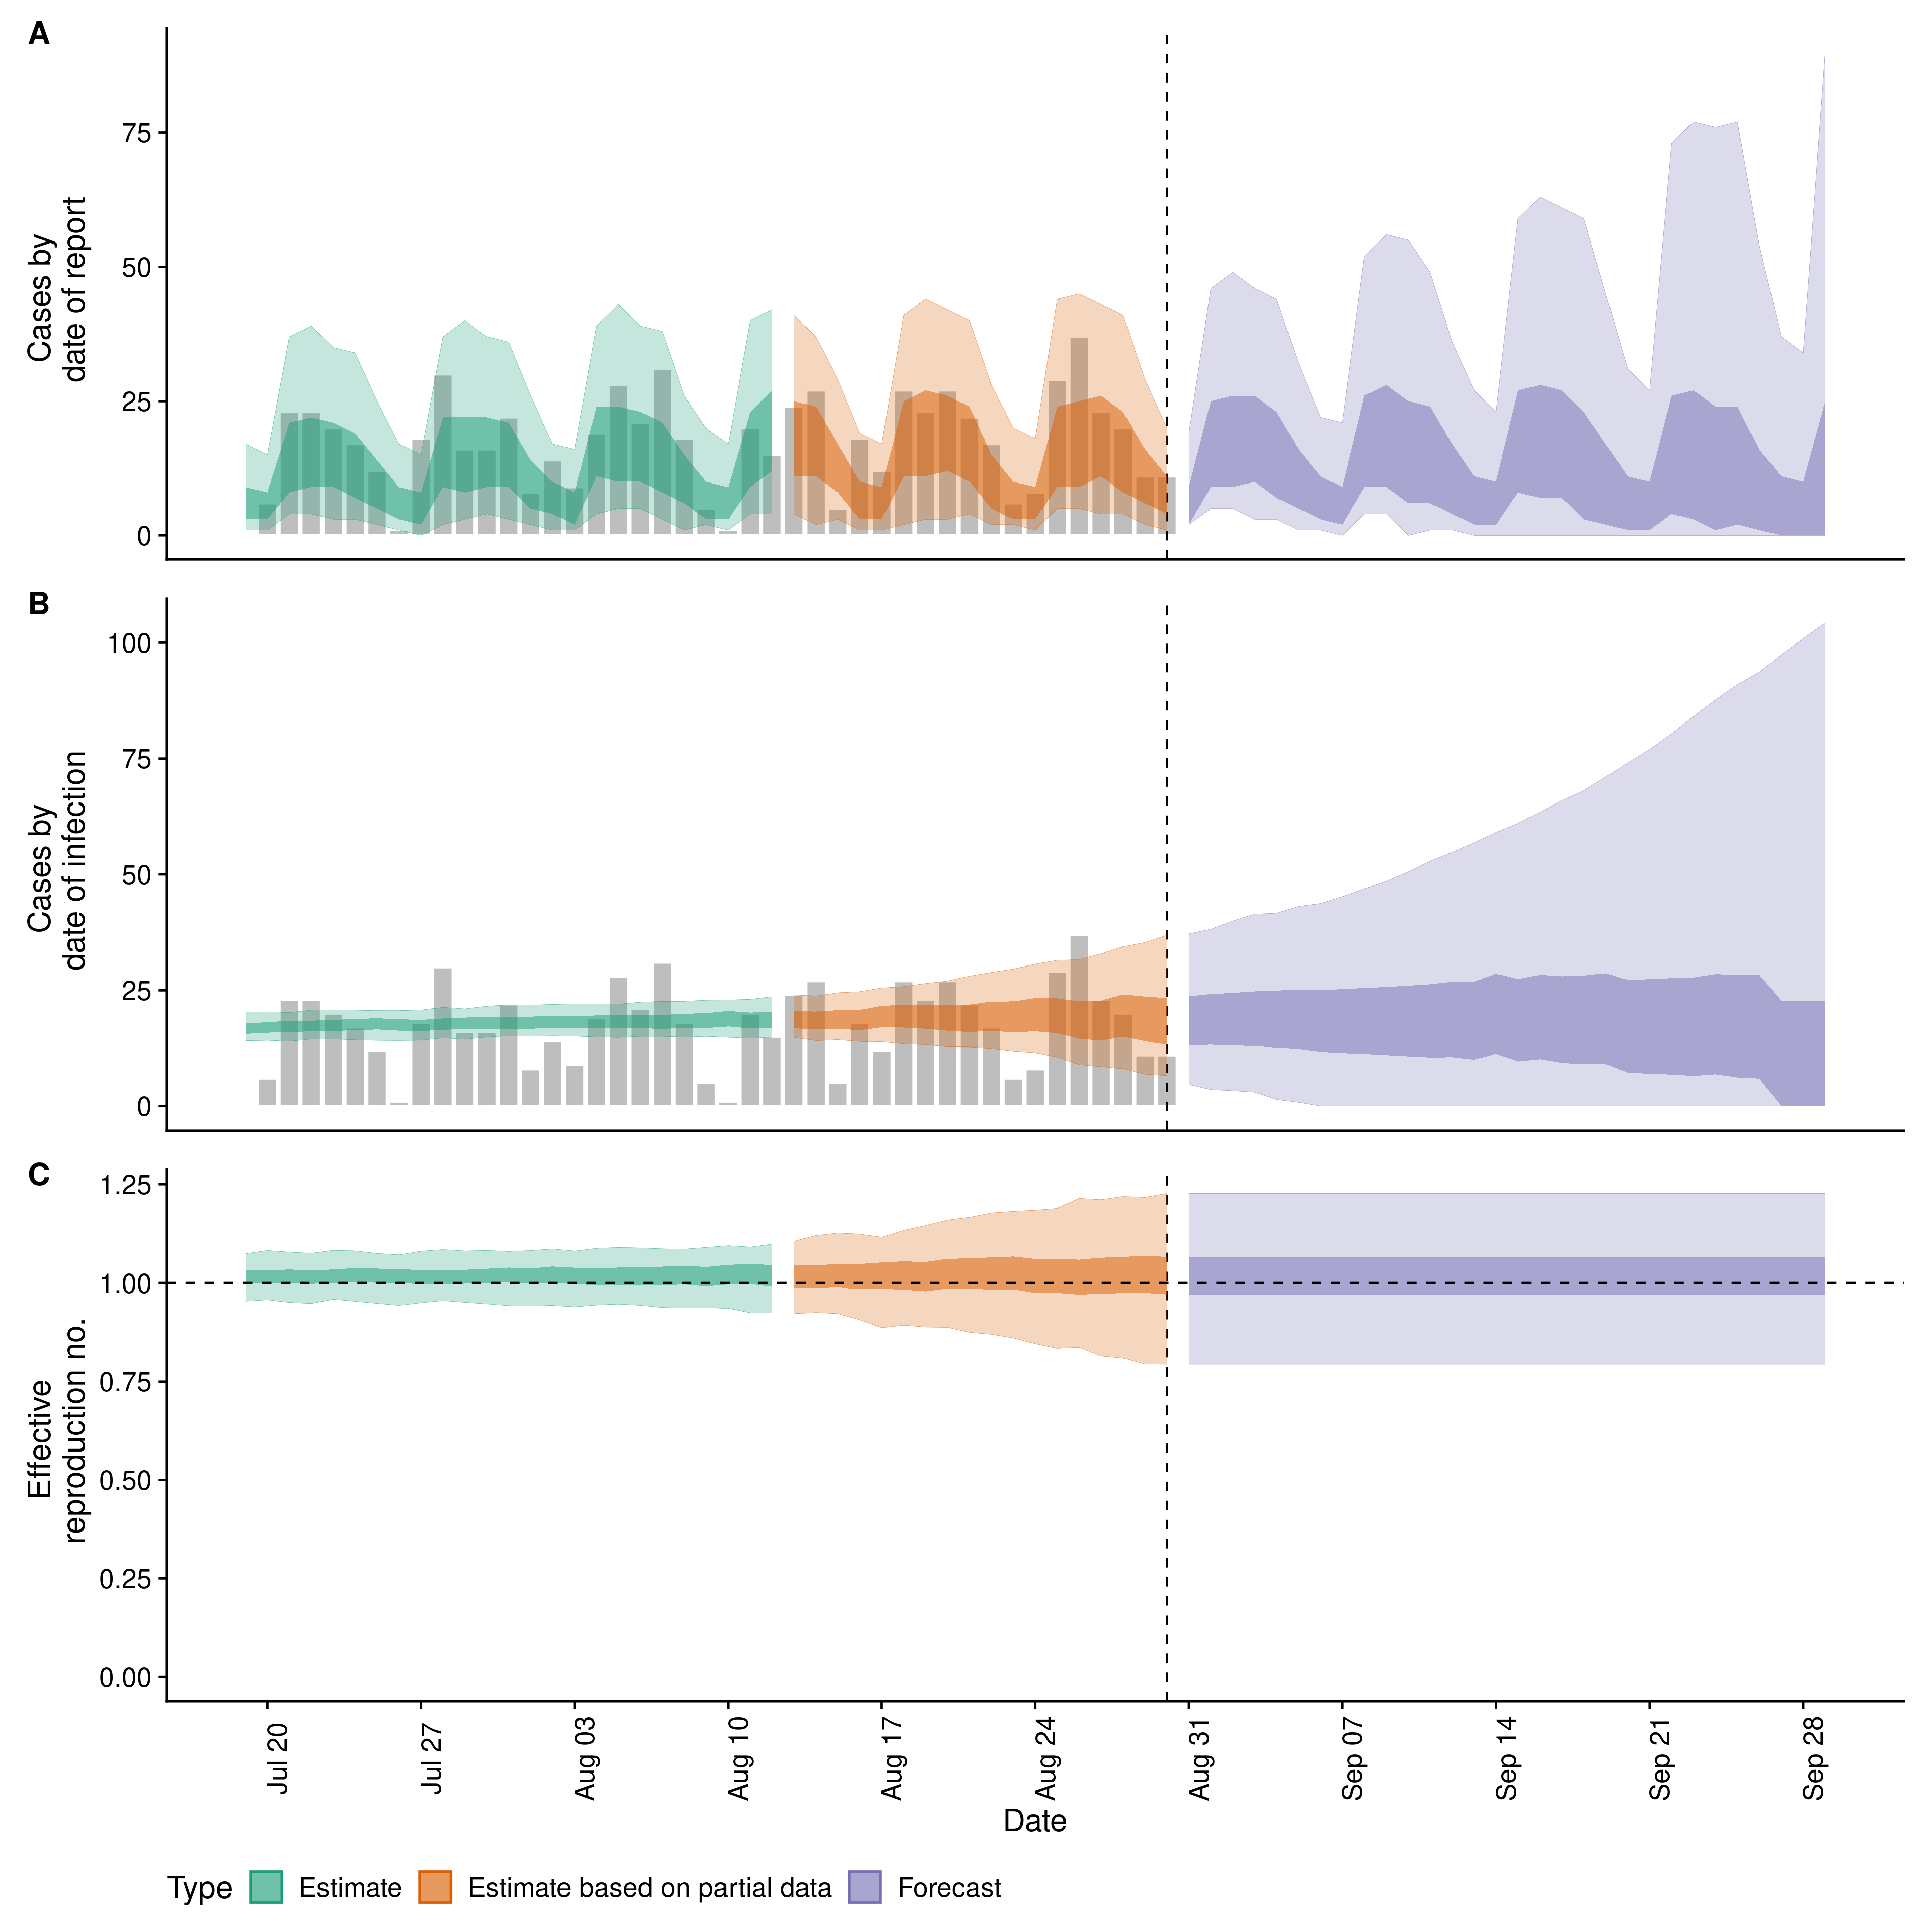 A
Cases by
date of report
75
50
25
0
B
Cases by
date of infection
100
75
50
25
0
C
Effective
reproduction no.
1.25
1.00
0.75
0.50
0.25
0.00
Jul 20
Jul 27
Aug 03
Aug 10
Aug 17
Aug 24
Aug 31
Sep 07
Sep 14
Sep 21
Sep 28
Date
Type Estimate Estimate based on partial data Forecast